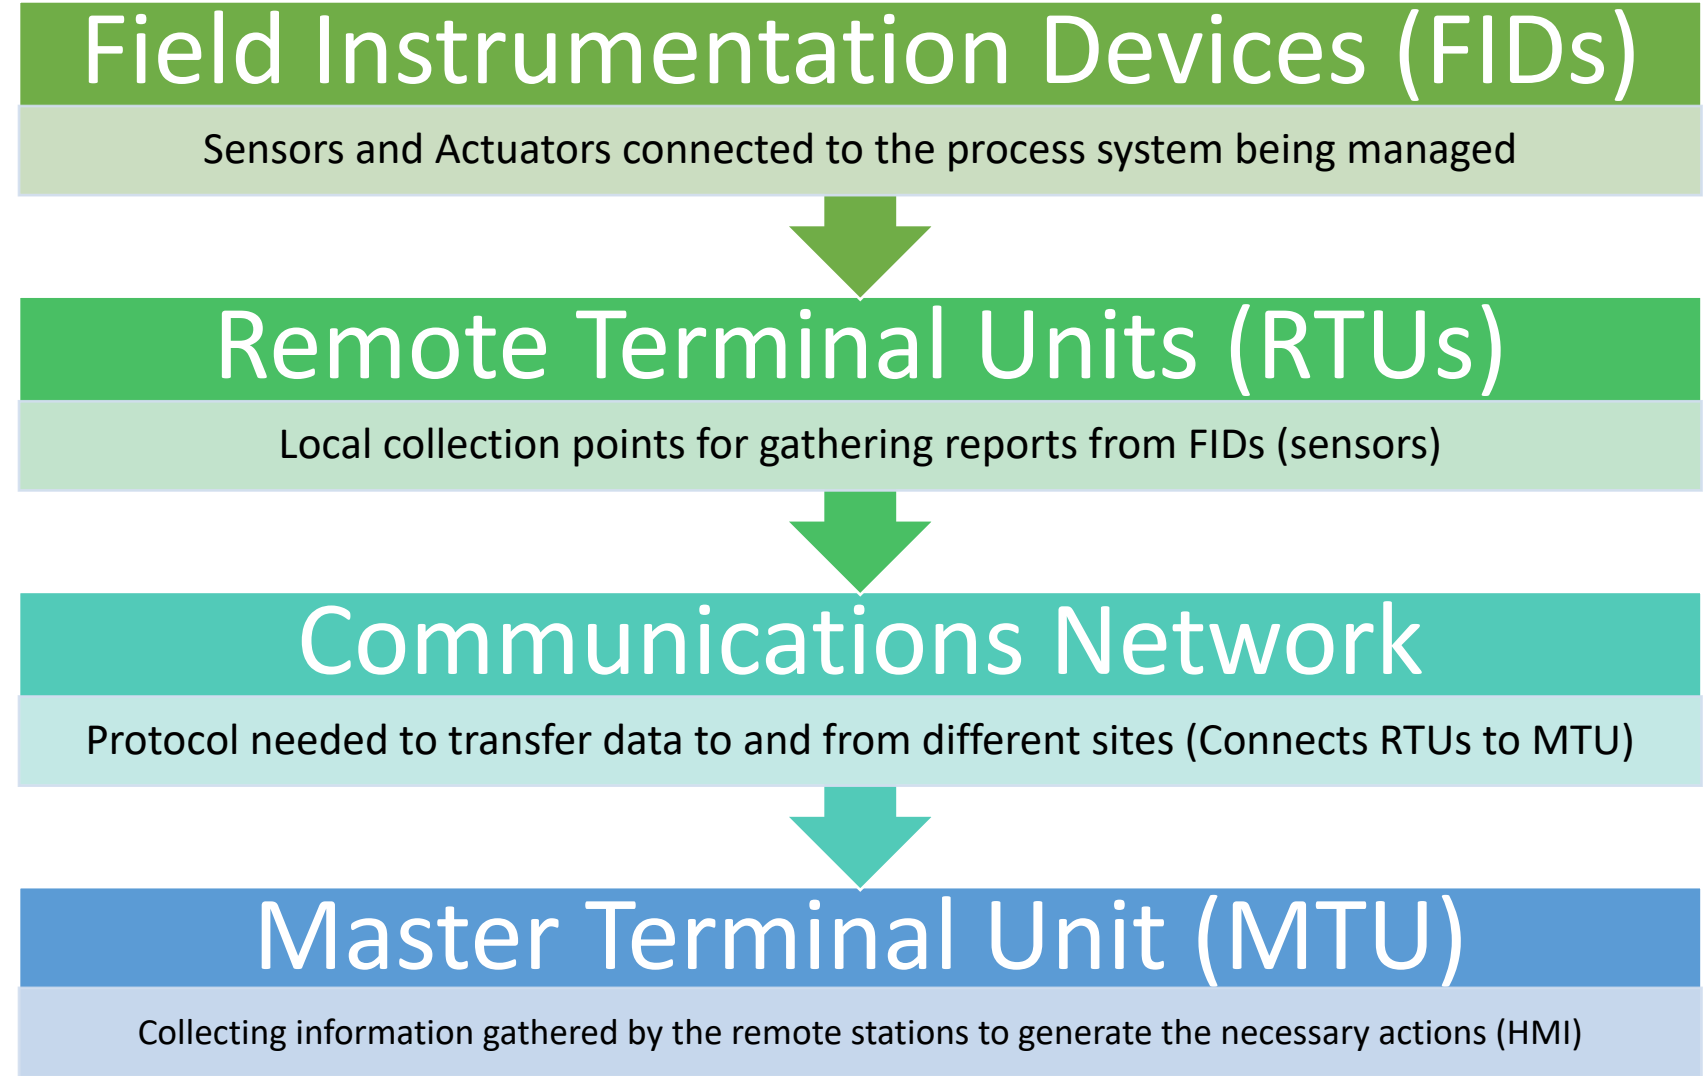 Field Instrumentation Devices (FIDs)
Sensors and Actuators connected to the process system being managed
Remote Terminal Units (RTUs)
Local collection points for gathering reports from FIDs (sensors)
Communications Network
Protocol needed to transfer data to and from different sites (Connects RTUs to MTU)
Master Terminal Unit (MTU)
Collecting information gathered by the remote stations to generate the necessary actions (HMI)